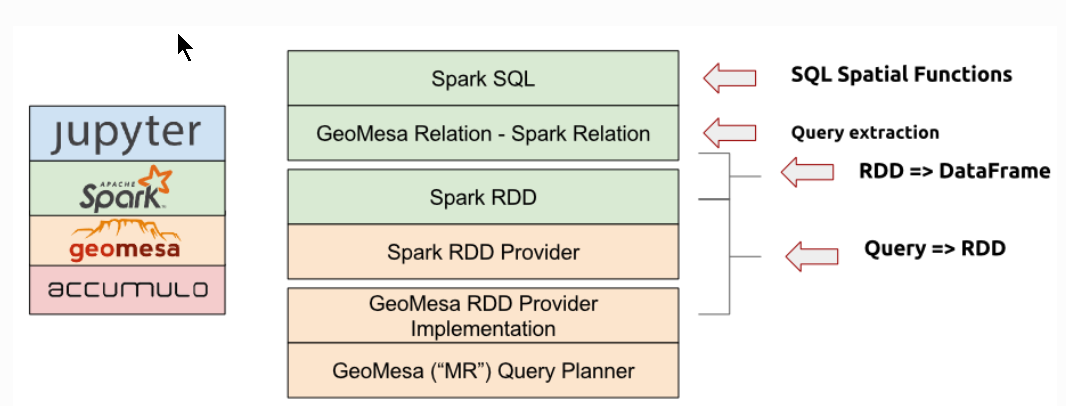 jupyter
APACHE
Spark
geomesa
accumulo
Spark SQL
GeoMesa Relation - Spark Relation
Spark RDD
Spark RDD Provider
GeoMesa RDD Provider
Implementation
GeoMesa (“MR”) Query Planner
SQL Spatial Functions
Query extraction
RDD => DataFrame
Query => RDD